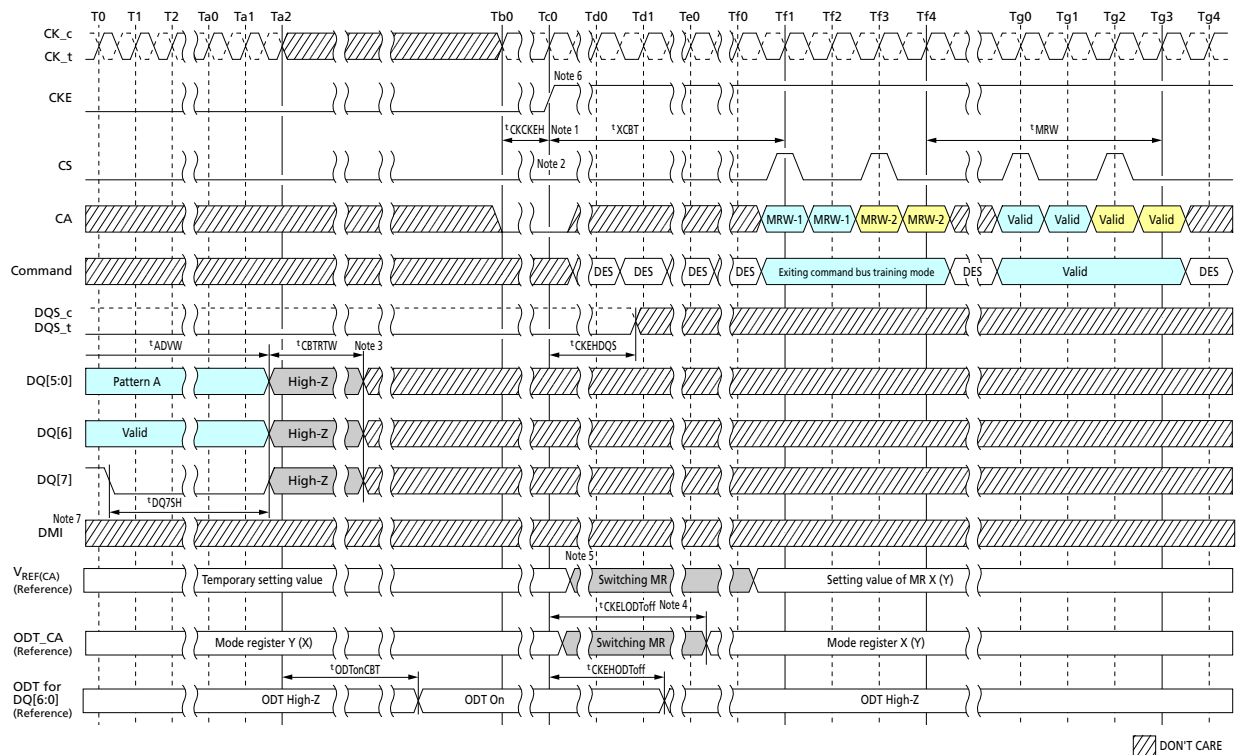 T0 T1 T2 Ta0 Ta1 Ta2 Tb0 Tc0 Td0 Td1 Te0 Tf0 Tf1 Tf2 Tf3 Tf4 Tg0 Tg1 Tg2 Tg3 Tg4
CK_c
CK_t
Note 6
CKE
tCKCKEH Note 1 tXCBT tMRW
Note 2
CS
CA MRW-1 MRW-1 MRW-2 MRW-2 Valid Valid Valid Valid
Command DES DES DES DES Exiting command bus training mode DES Valid DES
DQS_c
DQS_t
tADVW tCBTRTW Note 3 tCKEHDQS
DQ[5:0] Pattern A High-Z
DQ[6] Valid High-Z
DQ[7] High-Z
tDQ7SH
Note 7
DMI
Note 5
VREF(CA)
(Reference)
Temporary setting value Switching MR Setting value of MR X (Y)
tCKELODToff Note 4
ODT_CA
(Reference)
Mode register Y (X) Switching MR Mode register X (Y)
tODTonCBT tCKEHODToff
ODT for
DQ[6:0]
(Reference)
ODT High-Z ODT On ODT High-Z
DON'T CARE